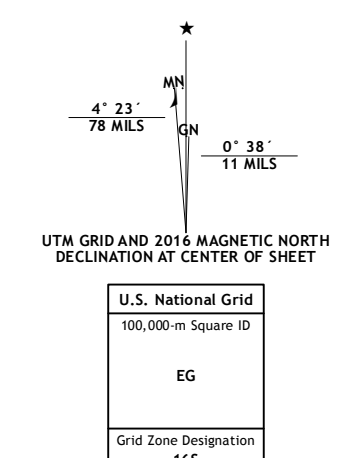 ★
MN
4° 23´
78 MILS
GN
0° 38´
11 MILS
UTM GRID AND 2016 MAGNETIC NORTH
DECLINATION AT CENTER OF SHEET
U.S. National Grid
100,000-m Square ID
EG
Grid Zone Designation
16S